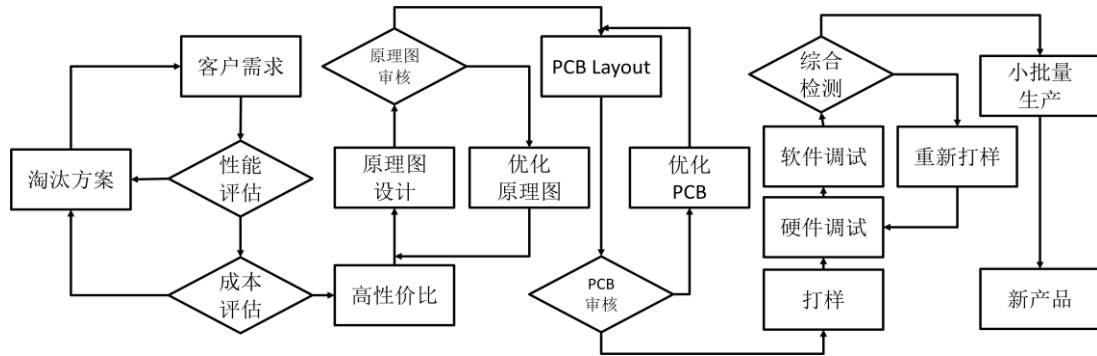 客户需求
性能
评估
淘汰方案
成本
评估
高性价比
原理图
设计
原理图
审核
优化
原理图
PCB Layout
优化
PCB
PCB
审核
打样
硬件调试
软件调试
综合
检测
重新打样
小批量
生产
新产品